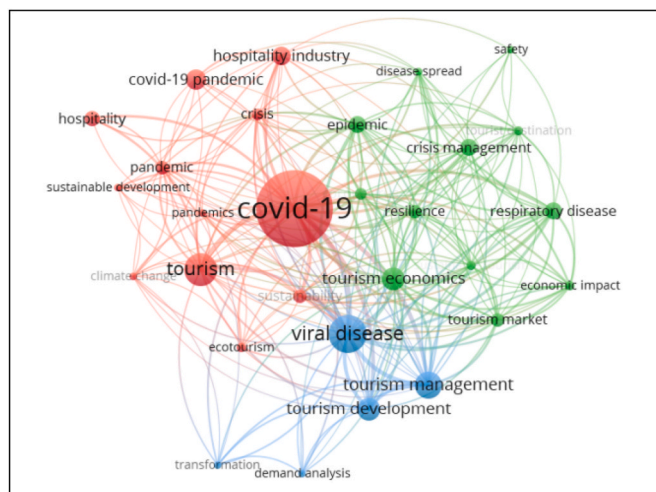 hospitality industry
safety
disease spread
covid-19 pandemic
crisis
hospitality
epidemic
touristdestination
crisis management
pandemic
sustainable development
pandemics
covid-19
resilience
respiratory disease
climate change
tourism
tourism economics
sustainability
economic impact
tourism market
viral disease
ecotourism
tourism management
tourism development
transformation
demand analysis